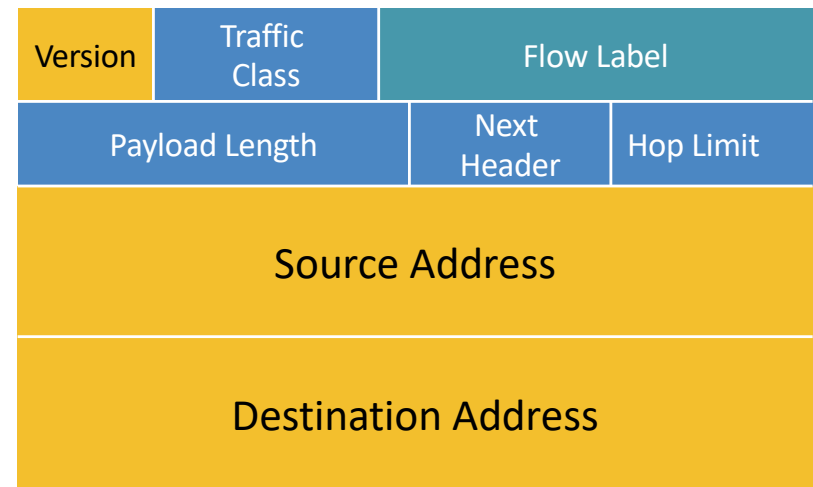 Version
Traffic
Class
Flow Label
Payload Length
Next
Header
Hop Limit
Source Address
Destination Address